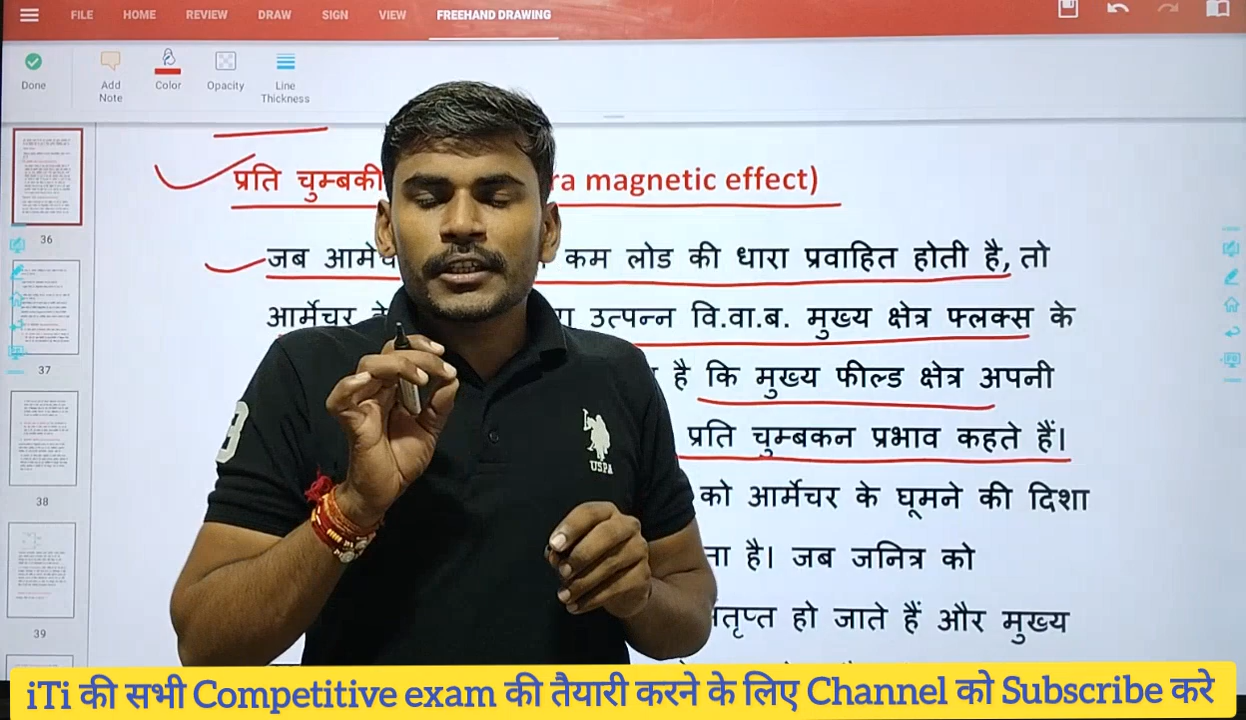 FILE HOME REVIEW DRAW SIGN VIEW FREEHAND DRAWING
Done Add Note Color Opacity Line Thickness
प्रति चुम्बकी magnetic effect)
जब कम लोड की धारा प्रवाहित होती है, तो
आर्मेचर उत्पन्न वि.वा.ब. मुख्य क्षेत्र फ्लक्स के
है कि मुख्य फील्ड क्षेत्र अपनी
प्रति चुम्बकन प्रभाव कहते हैं।
को आर्मेचर के घूमने की दिशा
है। जब जनित्र को
हो जाते हैं और मुख्य
36
37
38
39
USPA
iTi की सभी Competitive exam की तैयारी करने के लिए Channel को Subscribe करे